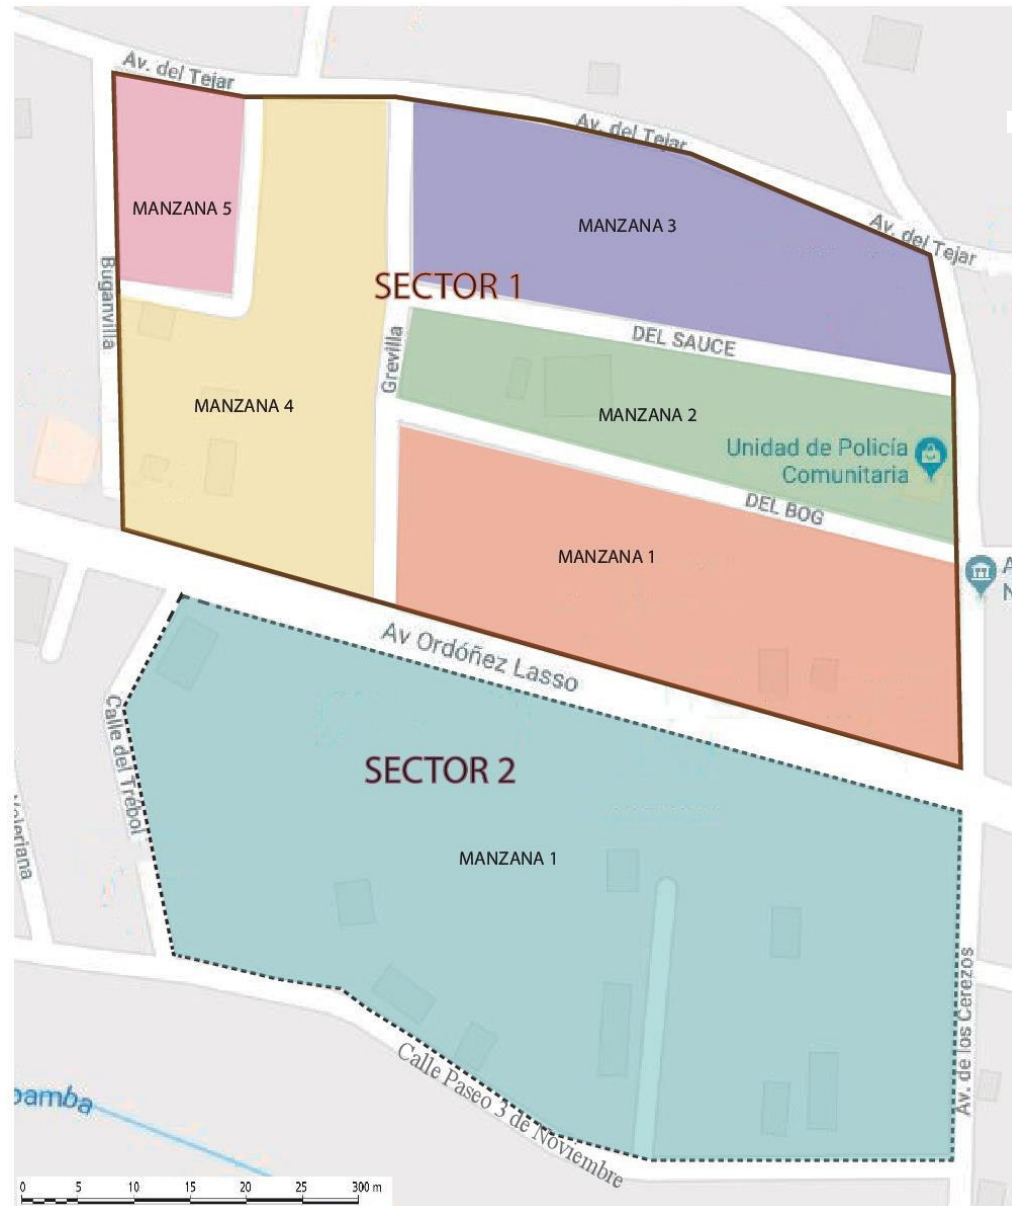 Av. del Tejar
Av. del Tejar
Av. del Tejar
MANZANA 5
MANZANA 3
Buganvilla
SECTOR 1
Grevilla
DEL SAUCE
MANZANA 4
MANZANA 2
Unidad de Policía
Comunitaria
DEL BOG
MANZANA 1
A
N
Av Ordóñez Lasso
Calle del Trébol
SECTOR 2
MANZANA 1
Valeriana
Av. de los Cerezos
Calle Paseo 3 de Noviembre
bamba
0 5 10 15 20 25 300 m